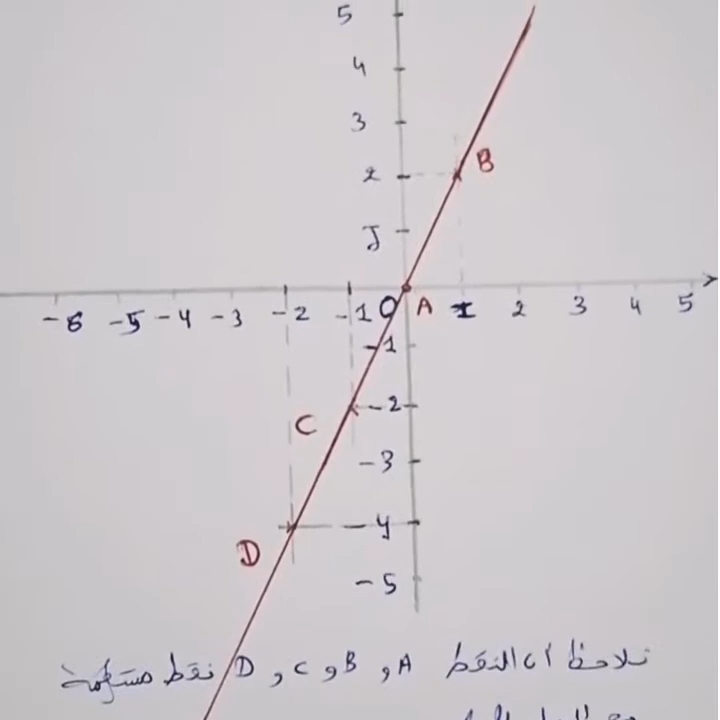 5
4
3
2 B
1
-6 -5 -4 -3 -2 -1 0 A 1 2 3 4 5
-1
-2
C
-3
-4
D
-5
نلاحظ أن النقط A و B و C و D نقط مستقيمية